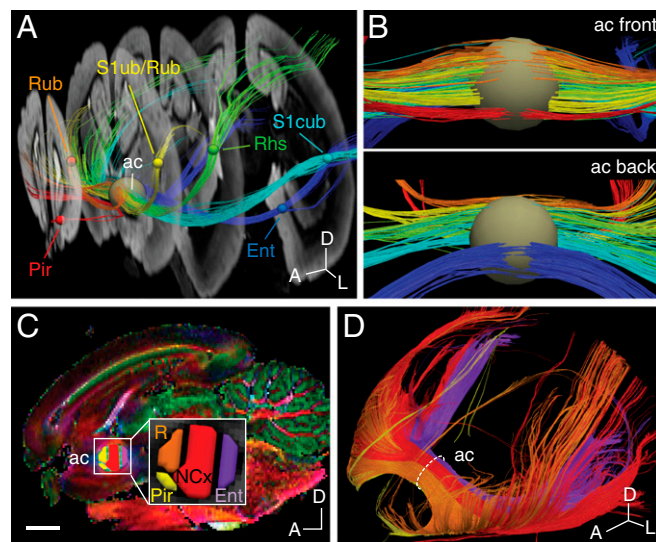 A
S1ub/Rub
Rub
S1cub
ac
Rhs
Ent
Pir
D
A
L
B
ac front
ac back
C
ac
R
NCx
Pir
Ent
D
A
D
ac
D
A
L